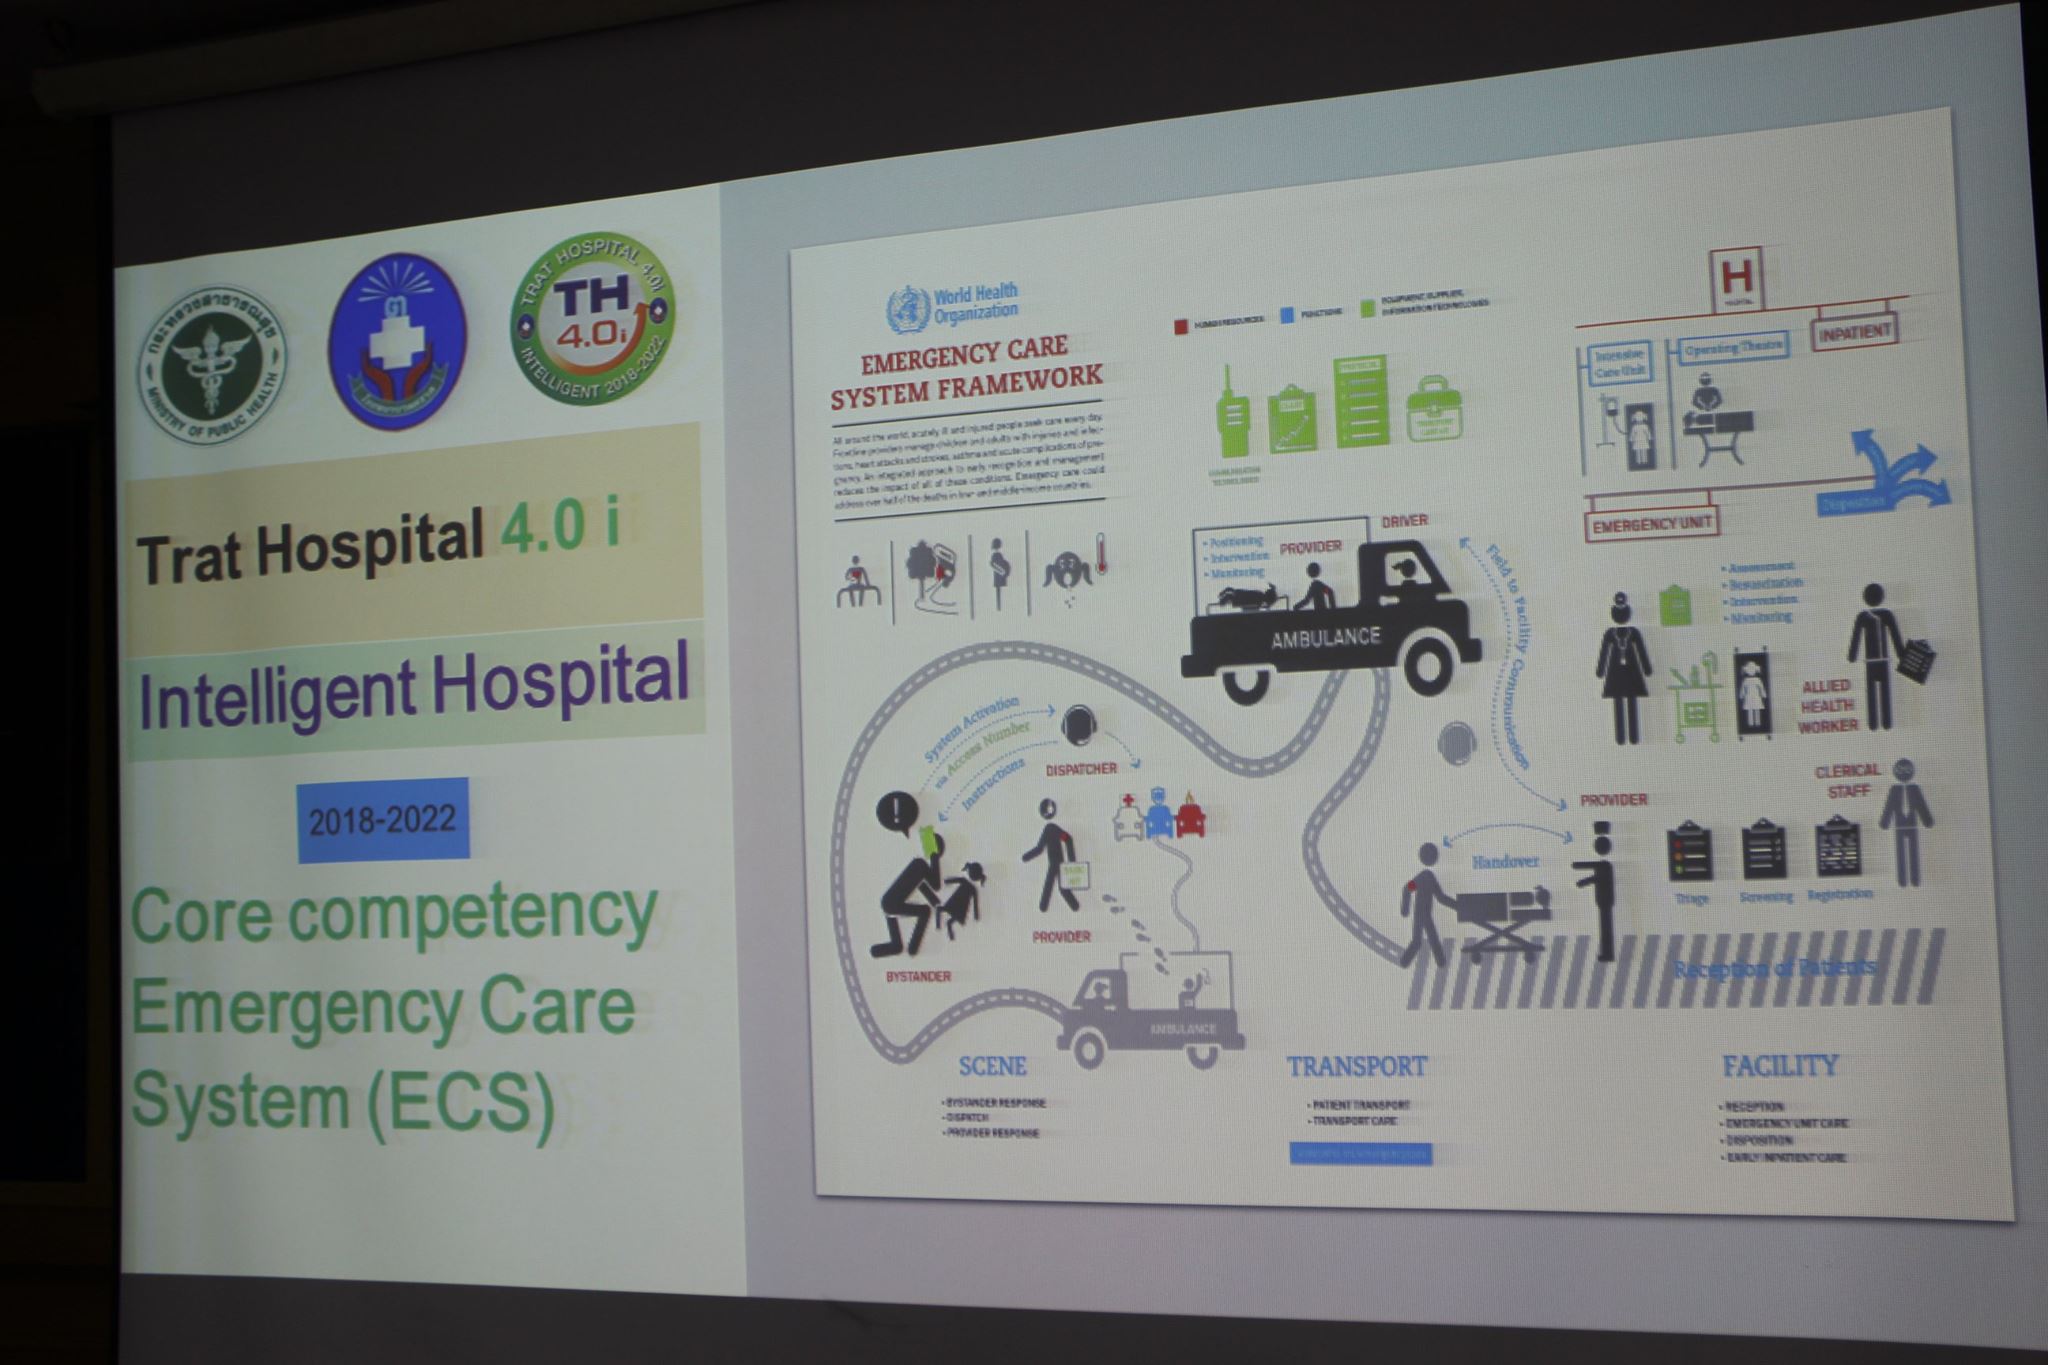 กระทรวงสาธารณสุข
MINISTRY OF PUBLIC HEALTH
TRAT HOSPITAL 4.0i
TH
4.0i
INTELLIGENT 2018-2022
Trat Hospital 4.0 i
Intelligent Hospital
2018-2022
Core competency
Emergency Care
System (ECS)
World Health
Organization
EMERGENCY CARE
SYSTEM FRAMEWORK
All around the world, acutely ill and injured people seek care every day.
Frontline providers manage children and adults with injuries and infec-
tions, heart attacks and strokes, asthma and acute complications of pre-
gnancy. An integrated approach to early recognition and management
reduces the impact of all of these conditions. Emergency care could
address over half of the deaths in low- and middle-income countries.
HUMAN RESOURCES
FUNCTIONS
EQUIPMENT, SUPPLIES,
INFORMATION TECHNOLOGIES
H
HOSPITAL
INPATIENT
Intensive
Care Unit
Operating Theatre
Disposition
EMERGENCY UNIT
• Assessment
• Resuscitation
• Intervention
• Monitoring
ALLIED
HEALTH
WORKER
CLERICAL
STAFF
DRIVER
PROVIDER
• Positioning
• Intervention
• Monitoring
AMBULANCE
Field to Facility Communication
System Activation
via Access Number
Instructions
DISPATCHER
BYSTANDER
PROVIDER
AMBULANCE
PROVIDER
Handover
Triage
Screening
Registration
Reception of Patients
SCENE
• BYSTANDER RESPONSE
• DISPATCH
• PROVIDER RESPONSE
TRANSPORT
• PATIENT TRANSPORT
• TRANSPORT CARE
FACILITY
• RECEPTION
• EMERGENCY UNIT CARE
• DISPOSITION
• EARLY INPATIENT CARE